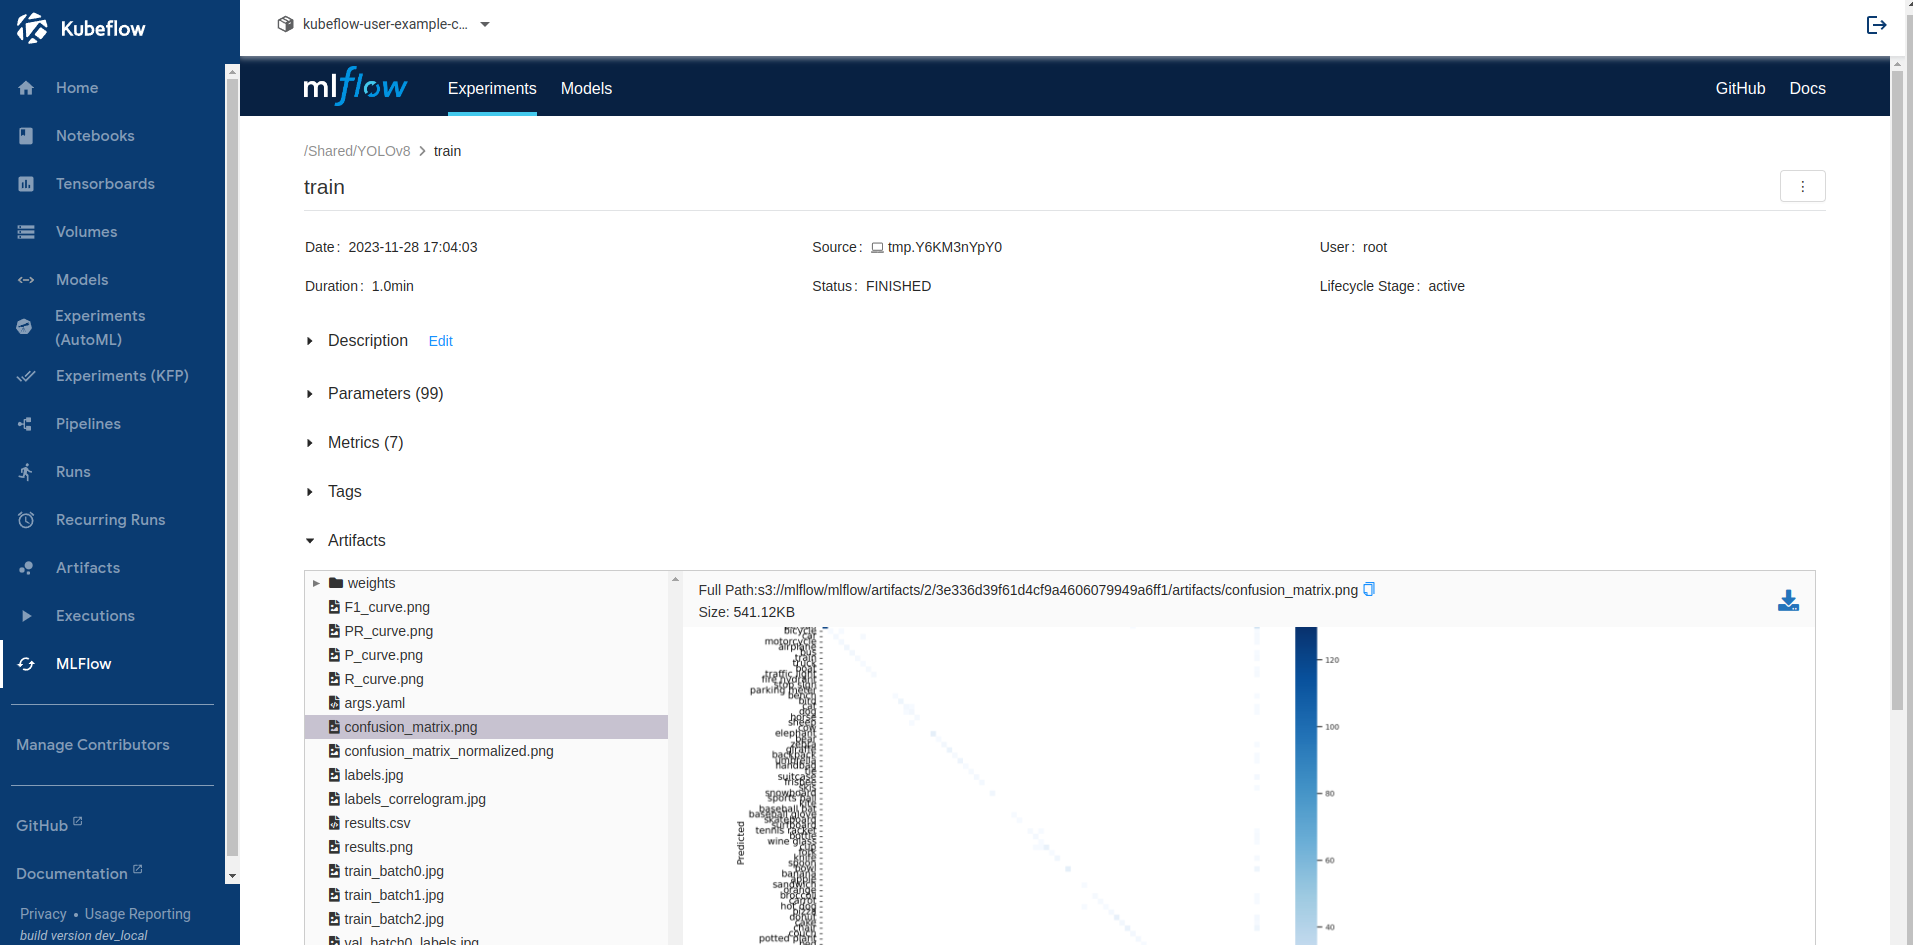 Kubeflow
kubeflow-user-example-c...
Home
Notebooks
Tensorboards
Volumes
Models
Experiments
(AutoML)
Experiments (KFP)
Pipelines
Runs
Recurring Runs
Artifacts
Executions
MLFlow
Manage Contributors
GitHub
Documentation
Privacy • Usage Reporting
build version dev_local
mlflow Experiments Models GitHub Docs
/Shared/YOLOv8 > train
train
Date: 2023-11-28 17:04:03 Source: tmp.Y6KM3nYpY0 User: root
Duration: 1.0min Status: FINISHED Lifecycle Stage: active
Description Edit
Parameters (99)
Metrics (7)
Tags
Artifacts
weights
F1_curve.png
PR_curve.png
P_curve.png
R_curve.png
args.yaml
confusion_matrix.png
confusion_matrix_normalized.png
labels.jpg
labels_correlogram.jpg
results.csv
results.png
train_batch0.jpg
train_batch1.jpg
train_batch2.jpg
val_batch0_labels.jpg
Full Path:s3://mlflow/mlflow/artifacts/2/3e336d39f61d4cf9a4606079949a6ff1/artifacts/confusion_matrix.png
Size: 541.12KB
Predicted
bicycle
car
motorcycle
airplane
bus
train
truck
boat
traffic light
fire hydrant
stop sign
parking meter
bench
bird
cat
dog
horse
sheep
cow
elephant
bear
zebra
giraffe
backpack
umbrella
handbag
tie
suitcase
frisbee
skis
snowboard
sports ball
kite
baseball bat
baseball glove
skateboard
surfboard
tennis racket
bottle
wine glass
cup
fork
knife
spoon
bowl
banana
apple
sandwich
orange
broccoli
carrot
hot dog
pizza
donut
cake
chair
couch
potted plant
120
100
80
60
40